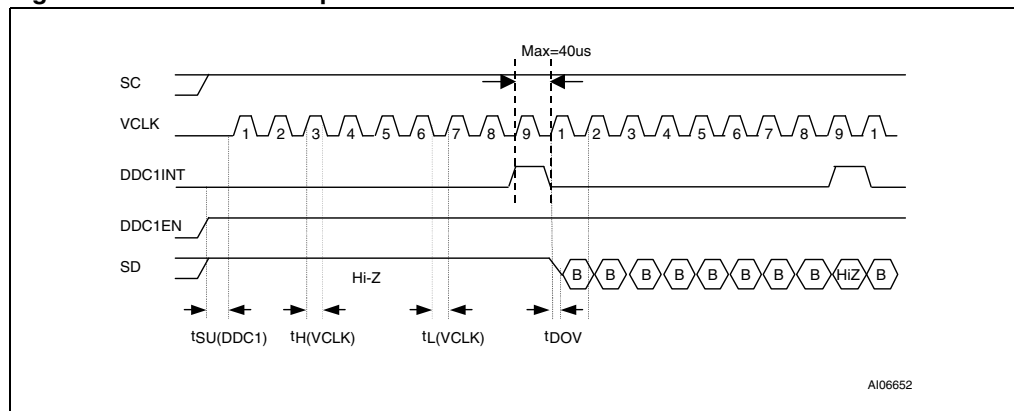 Max=40us
SC
VCLK 1 2 3 4 5 6 7 8 9 1 2 3 4 5 6 7 8 9 1
DDC1INT
DDC1EN
SD Hi-Z B B B B B B B B HiZ B
tSU(DDC1) tH(VCLK) tL(VCLK) tDOV
AI06652